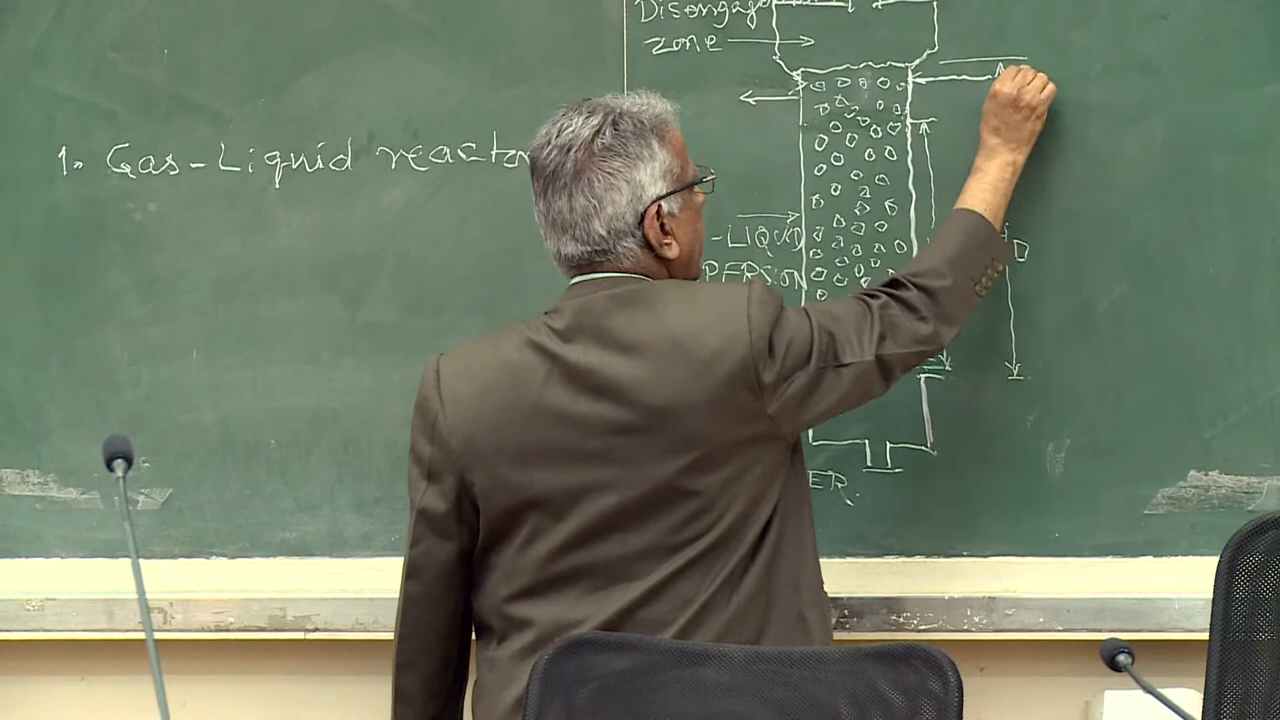 1. Gas-Liquid reactor
Disengage
zone
-LIQUID
PERSION
D
ER.